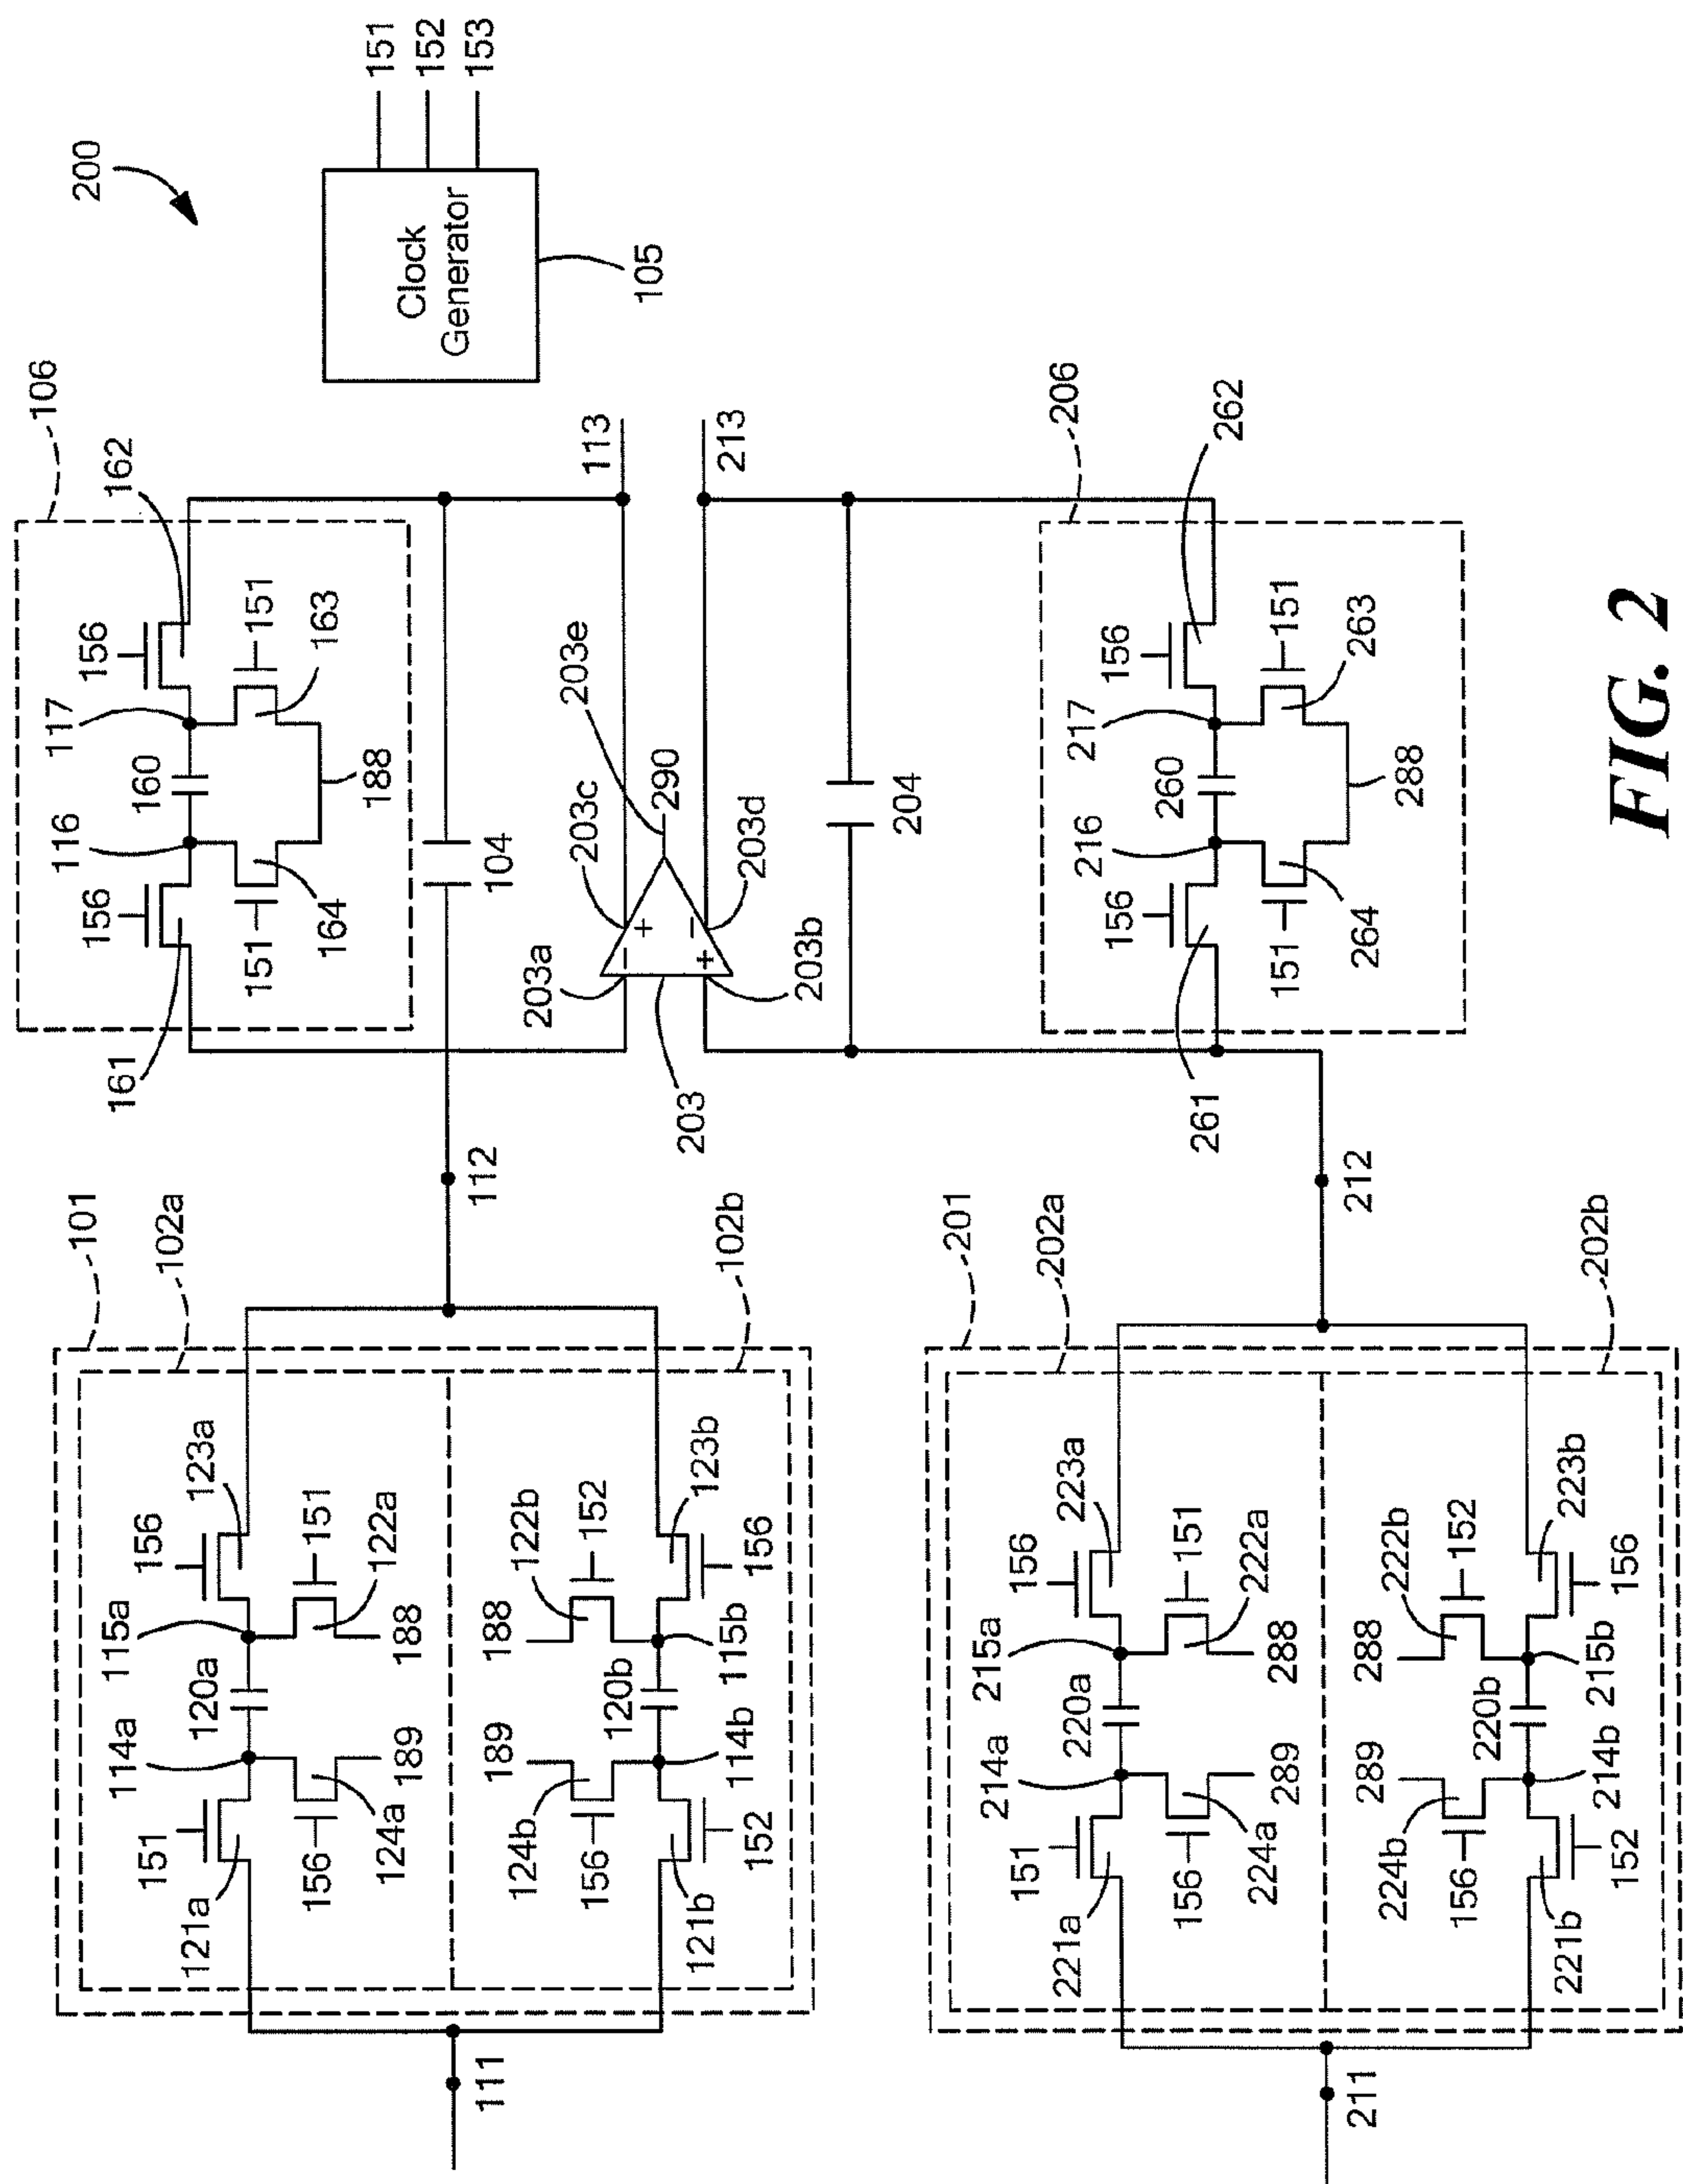 200
Clock
Generator
105
151
152
153
106
162
156
156
117
116
160
151
163
151
164
188
161
104
113
213
203e
290
203c
203a
203d
203b
203
+
−
−
+
204
206
262
156
156
217
216
260
151
263
151
264
288
261
112
212
101
102a
102b
123a
156
115a
151
122a
188
120a
114a
189
151
121a
156
124a
122b
152
188
123b
156
115b
120b
189
114b
124b
156
121b
152
111
201
202a
202b
223a
156
215a
151
222a
288
220a
214a
289
151
221a
156
224a
222b
152
288
223b
156
215b
220b
289
214b
224b
156
221b
152
211
FIG. 2